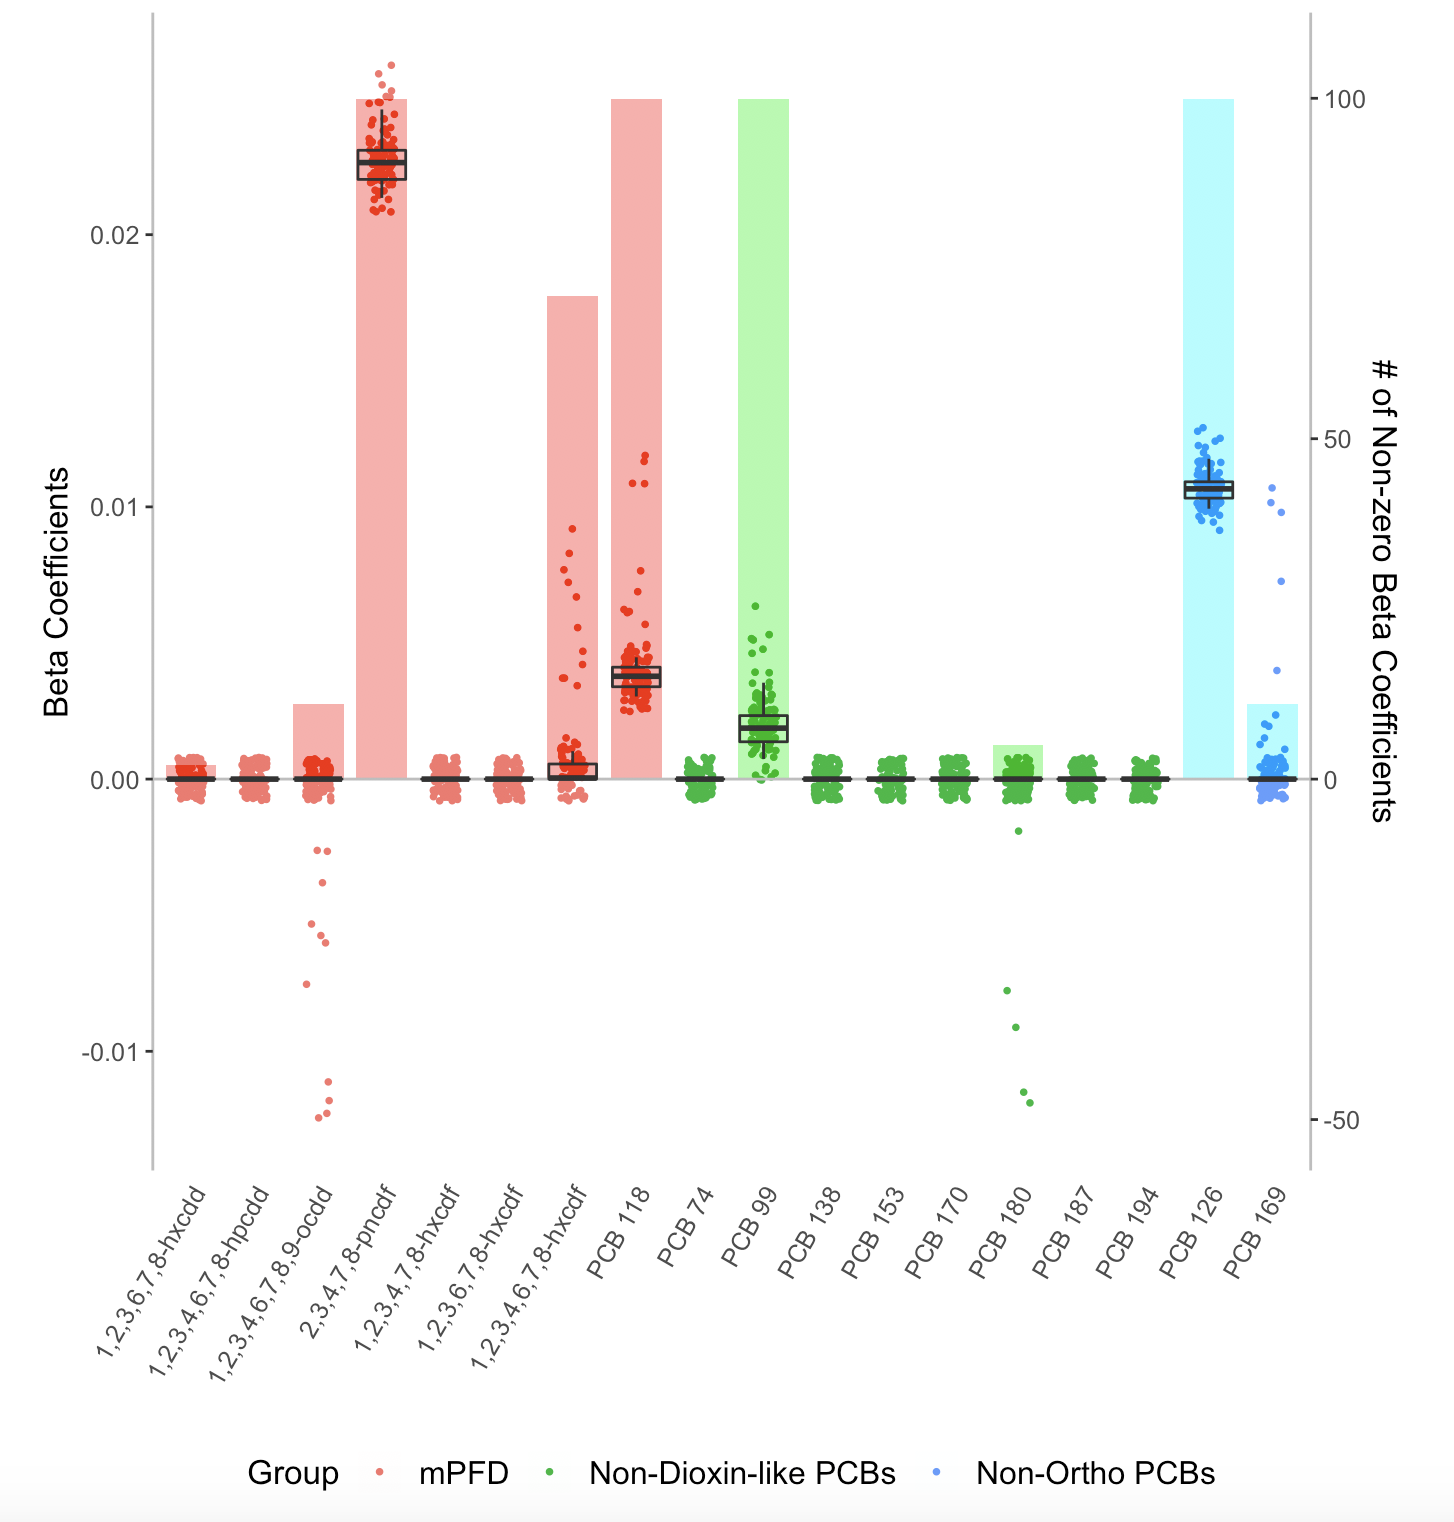 Beta Coefficients
0.02
0.01
0.00
-0.01
100
50
0
-50
# of Non-zero Beta Coefficients
1,2,3,6,7,8-hxcdd
1,2,3,4,6,7,8-hpcdd
1,2,3,4,6,7,8,9-ocdd
2,3,4,7,8-pncdf
1,2,3,4,7,8-hxcdf
1,2,3,6,7,8-hxcdf
1,2,3,4,6,7,8-hxcdf
PCB 118
PCB 74
PCB 99
PCB 138
PCB 153
PCB 170
PCB 180
PCB 187
PCB 194
PCB 126
PCB 169
Group mPFD Non-Dioxin-like PCBs Non-Ortho PCBs